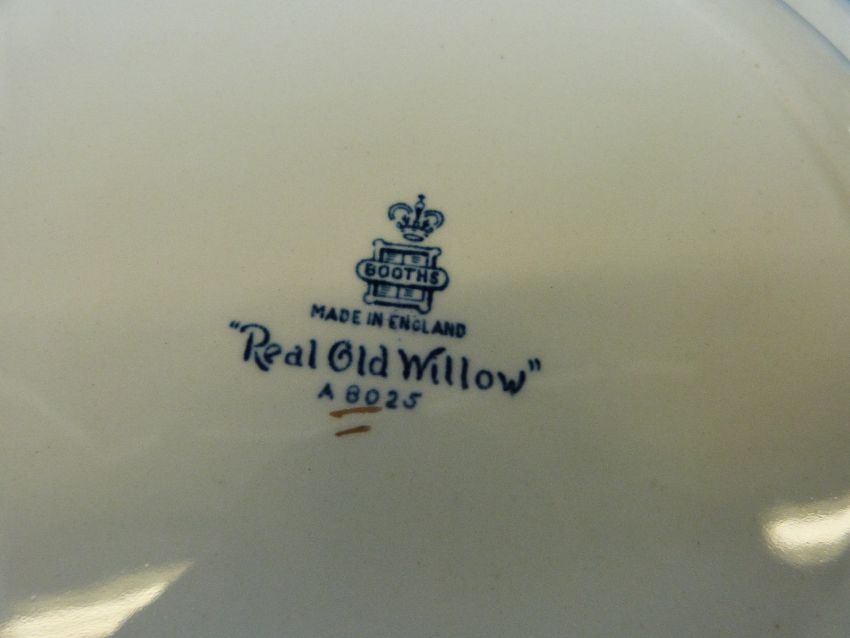 BOOTHS
MADE IN ENGLAND
"Real Old Willow"
A 8025